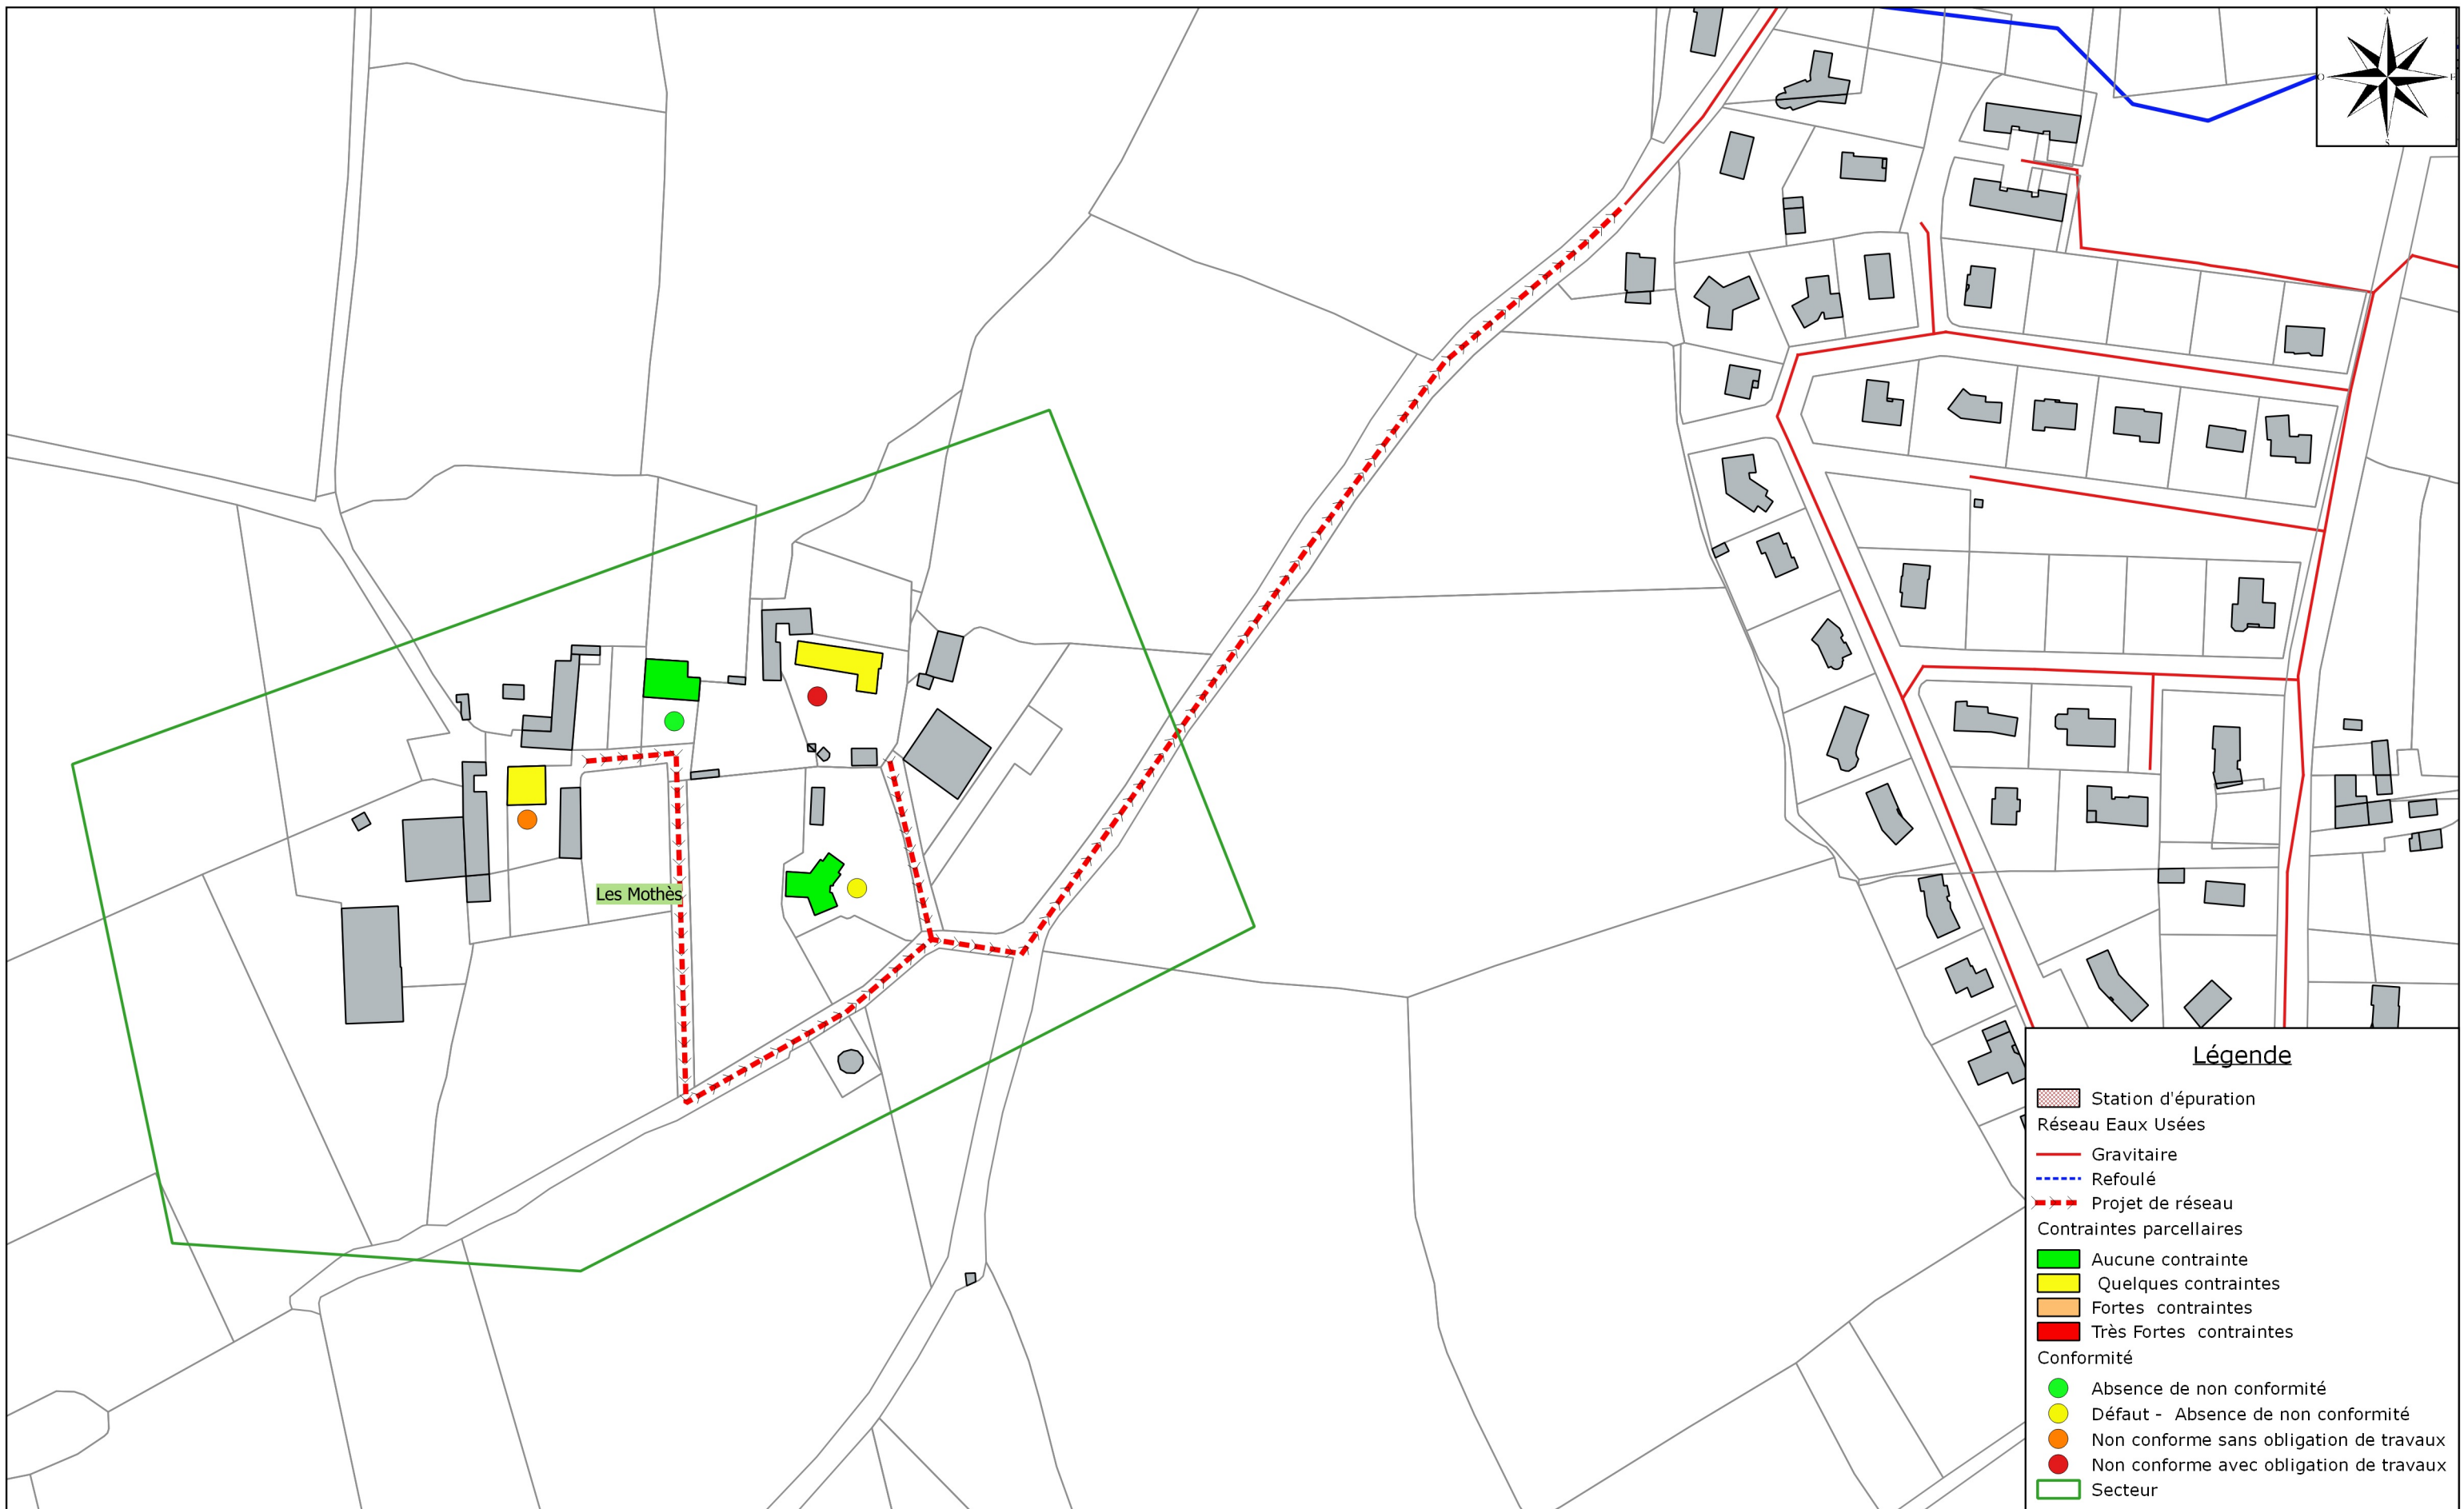 N
O
E
S
Les Mothès
Légende
Station d'épuration
Réseau Eaux Usées
Gravitaire
Refoulé
Projet de réseau
Contraintes parcellaires
Aucune contrainte
Quelques contraintes
Fortes contraintes
Très Fortes contraintes
Conformité
Absence de non conformité
Défaut - Absence de non conformité
Non conforme sans obligation de travaux
Non conforme avec obligation de travaux
Secteur